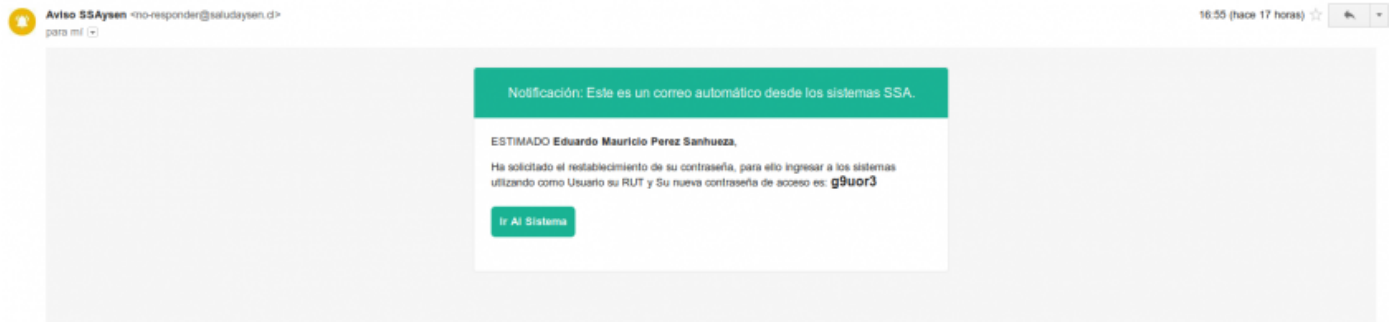 Aviso SSAysen <no-responder@saludaysen.cl> 16:55 (hace 17 horas)
para mí
Notificación: Este es un correo automático desde los sistemas SSA.
ESTIMADO Eduardo Mauricio Perez Sanhueza,
Ha solicitado el restablecimiento de su contraseña, para ello ingresar a los sistemas
utlizando como Usuario su RUT y Su nueva contraseña de acceso es: g9uor3
Ir Al Sistema